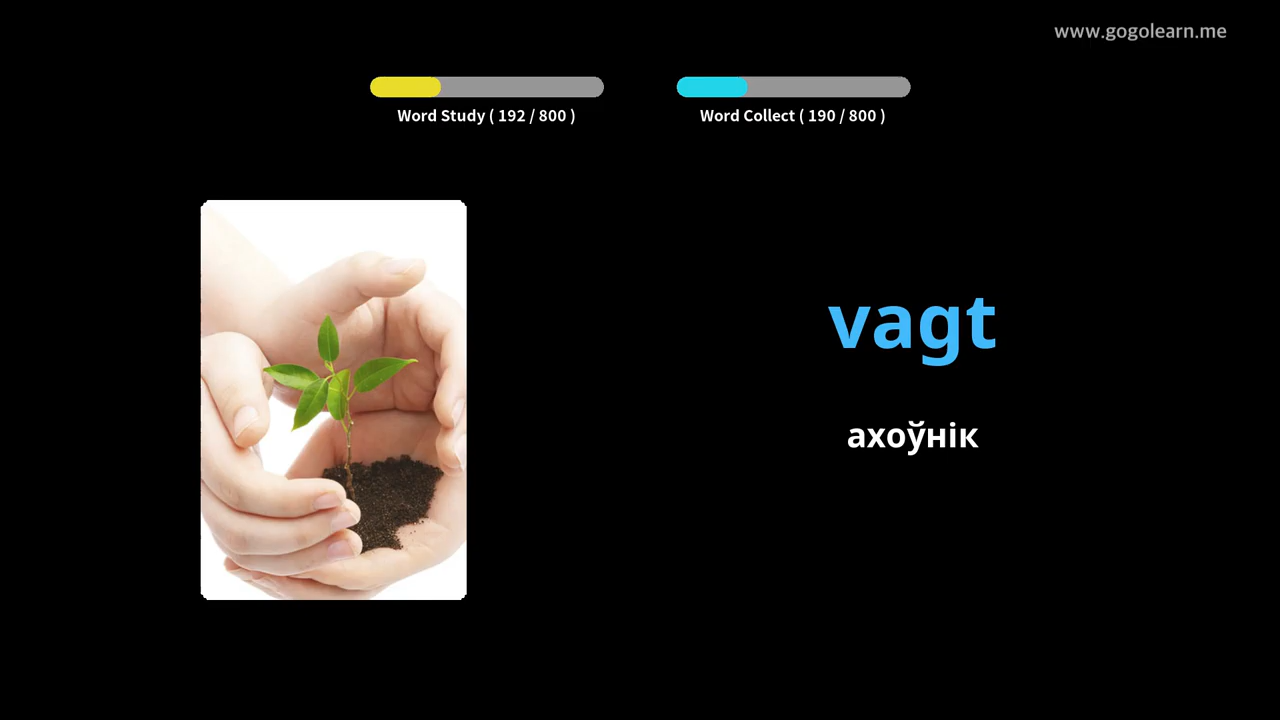 www.gogolearn.me
Word Study ( 192 / 800 )
Word Collect ( 190 / 800 )
vagt
ахоўнік